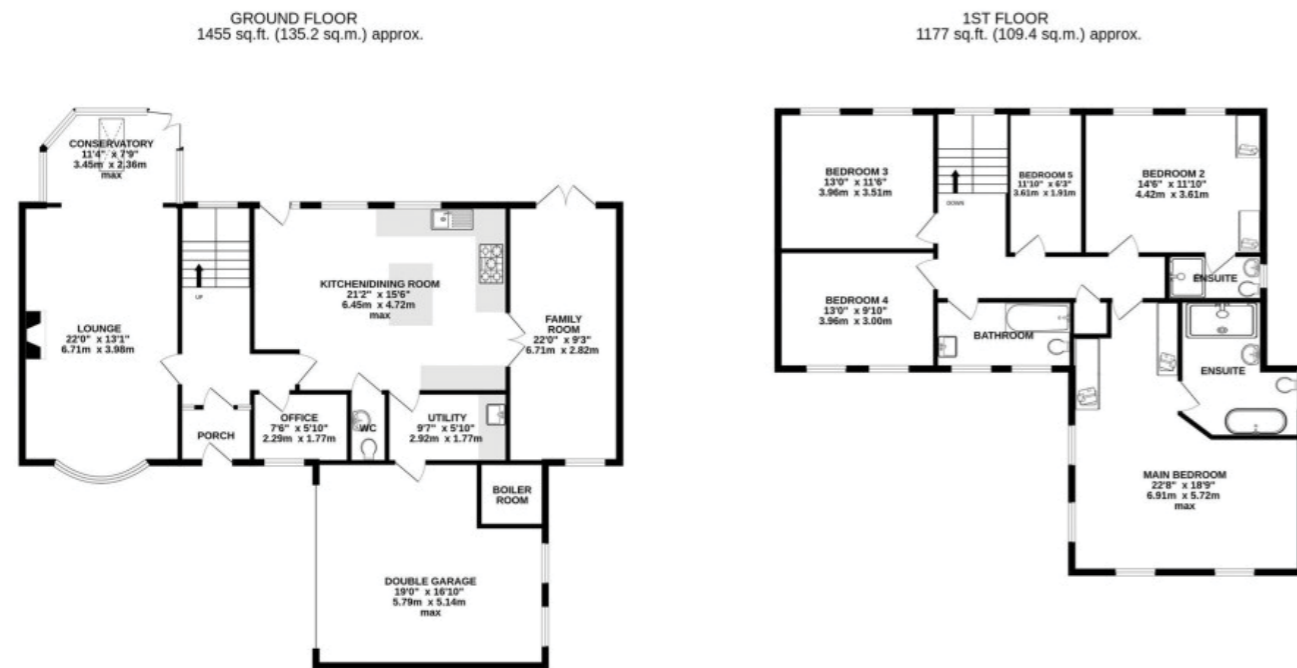 GROUND FLOOR
1455 sq.ft. (135.2 sq.m.) approx.
CONSERVATORY
11'4" x 7'9"
3.45m x 2.36m
max
UP
KITCHEN/DINING ROOM
21'2" x 15'6"
6.45m x 4.72m
max
LOUNGE
22'0" x 13'1"
6.71m x 3.98m
FAMILY
ROOM
22'0" x 9'3"
6.71m x 2.82m
PORCH
OFFICE
7'6" x 5'10"
2.29m x 1.77m
WC
UTILITY
9'7" x 5'10"
2.92m x 1.77m
BOILER
ROOM
DOUBLE GARAGE
19'0" x 16'10"
5.79m x 5.14m
max
1ST FLOOR
1177 sq.ft. (109.4 sq.m.) approx.
BEDROOM 3
13'0" x 11'6"
3.96m x 3.51m
DOWN
BEDROOM 5
11'10" x 6'3"
3.61m x 1.91m
BEDROOM 2
14'6" x 11'10"
4.42m x 3.61m
ENSUITE
BEDROOM 4
13'0" x 9'10"
3.96m x 3.00m
BATHROOM
ENSUITE
MAIN BEDROOM
22'8" x 18'9"
6.91m x 5.72m
max